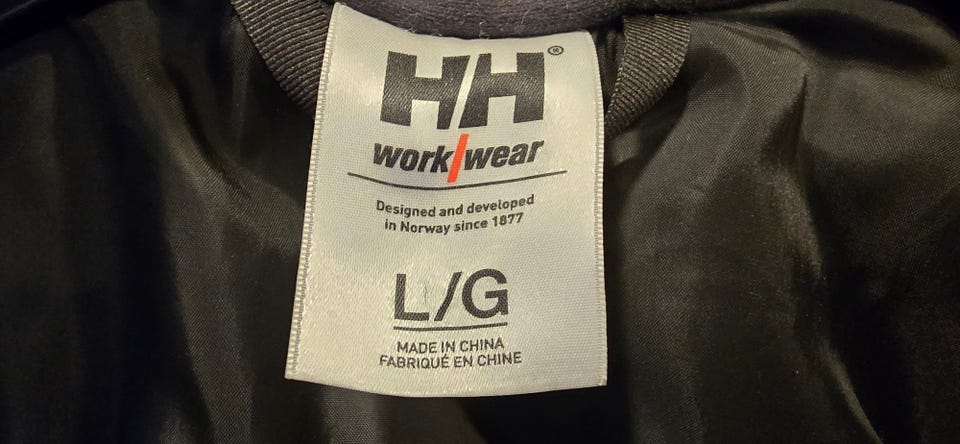 HH®
work/wear
Designed and developed
in Norway since 1877
L/G
MADE IN CHINA
FABRIQUÉ EN CHINE